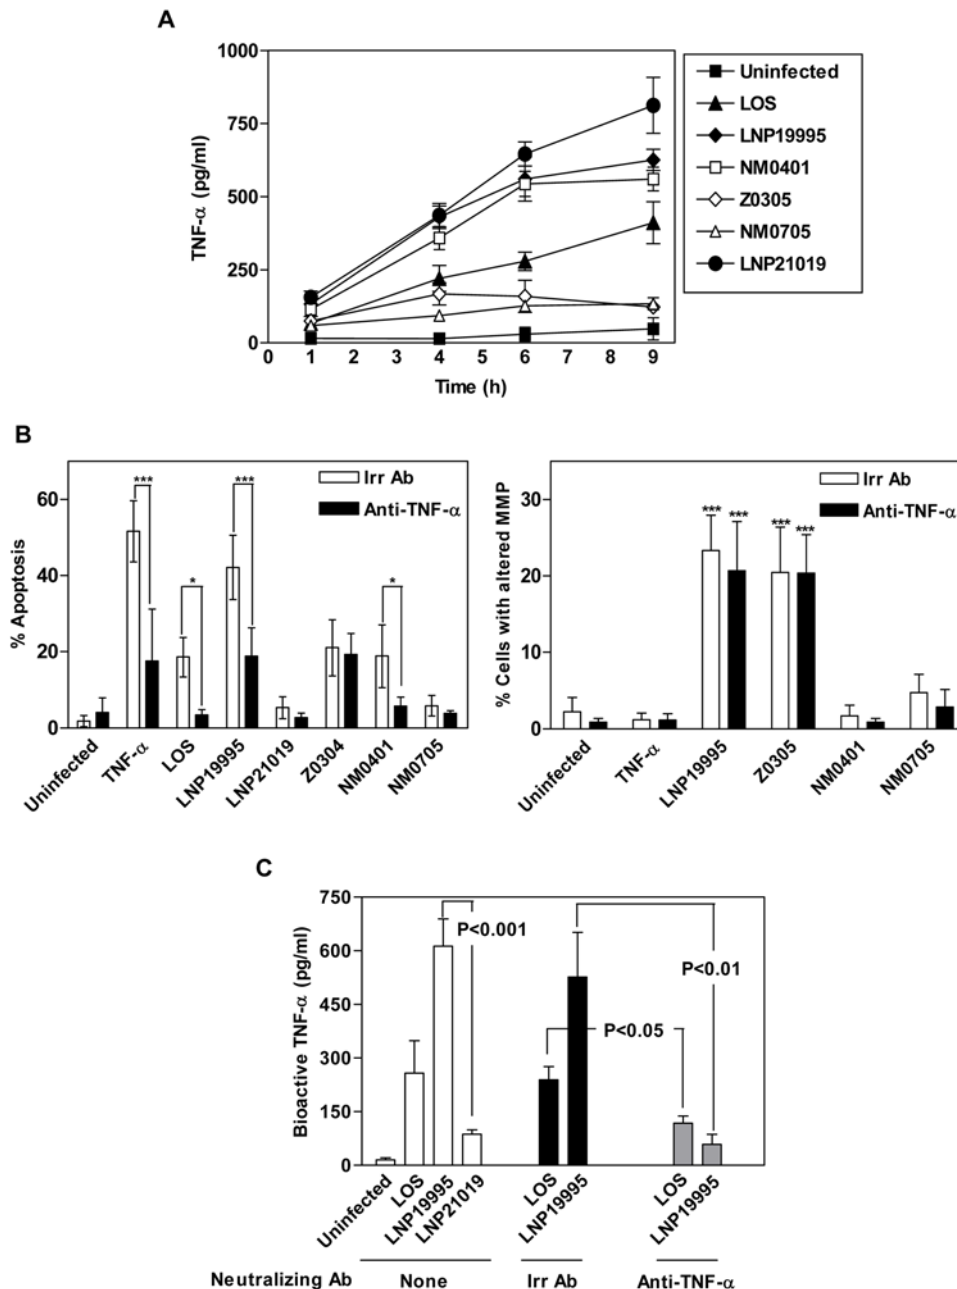 A
TNF-α (pg/ml)
1000
750
500
250
0
0 1 2 3 4 5 6 7 8 9
Time (h)
Uninfected
LOS
LNP19995
NM0401
Z0305
NM0705
LNP21019
B
% Apoptosis
60
40
20
0
Irr Ab
Anti-TNF-α
***
*
***
*
Uninfected
TNF-α
LOS
LNP19995
LNP21019
Z0304
NM0401
NM0705
% Cells with altered MMP
30
20
10
0
Irr Ab
Anti-TNF-α
*** *** *** ***
Uninfected
TNF-α
LNP19995
Z0305
NM0401
NM0705
C
Bioactive TNF-α (pg/ml)
750
600
450
300
150
0
P<0.001
P<0.05
P<0.01
Uninfected
LOS
LNP19995
LNP21019
LOS
LNP19995
LOS
LNP19995
Neutralizing Ab None Irr Ab Anti-TNF-α